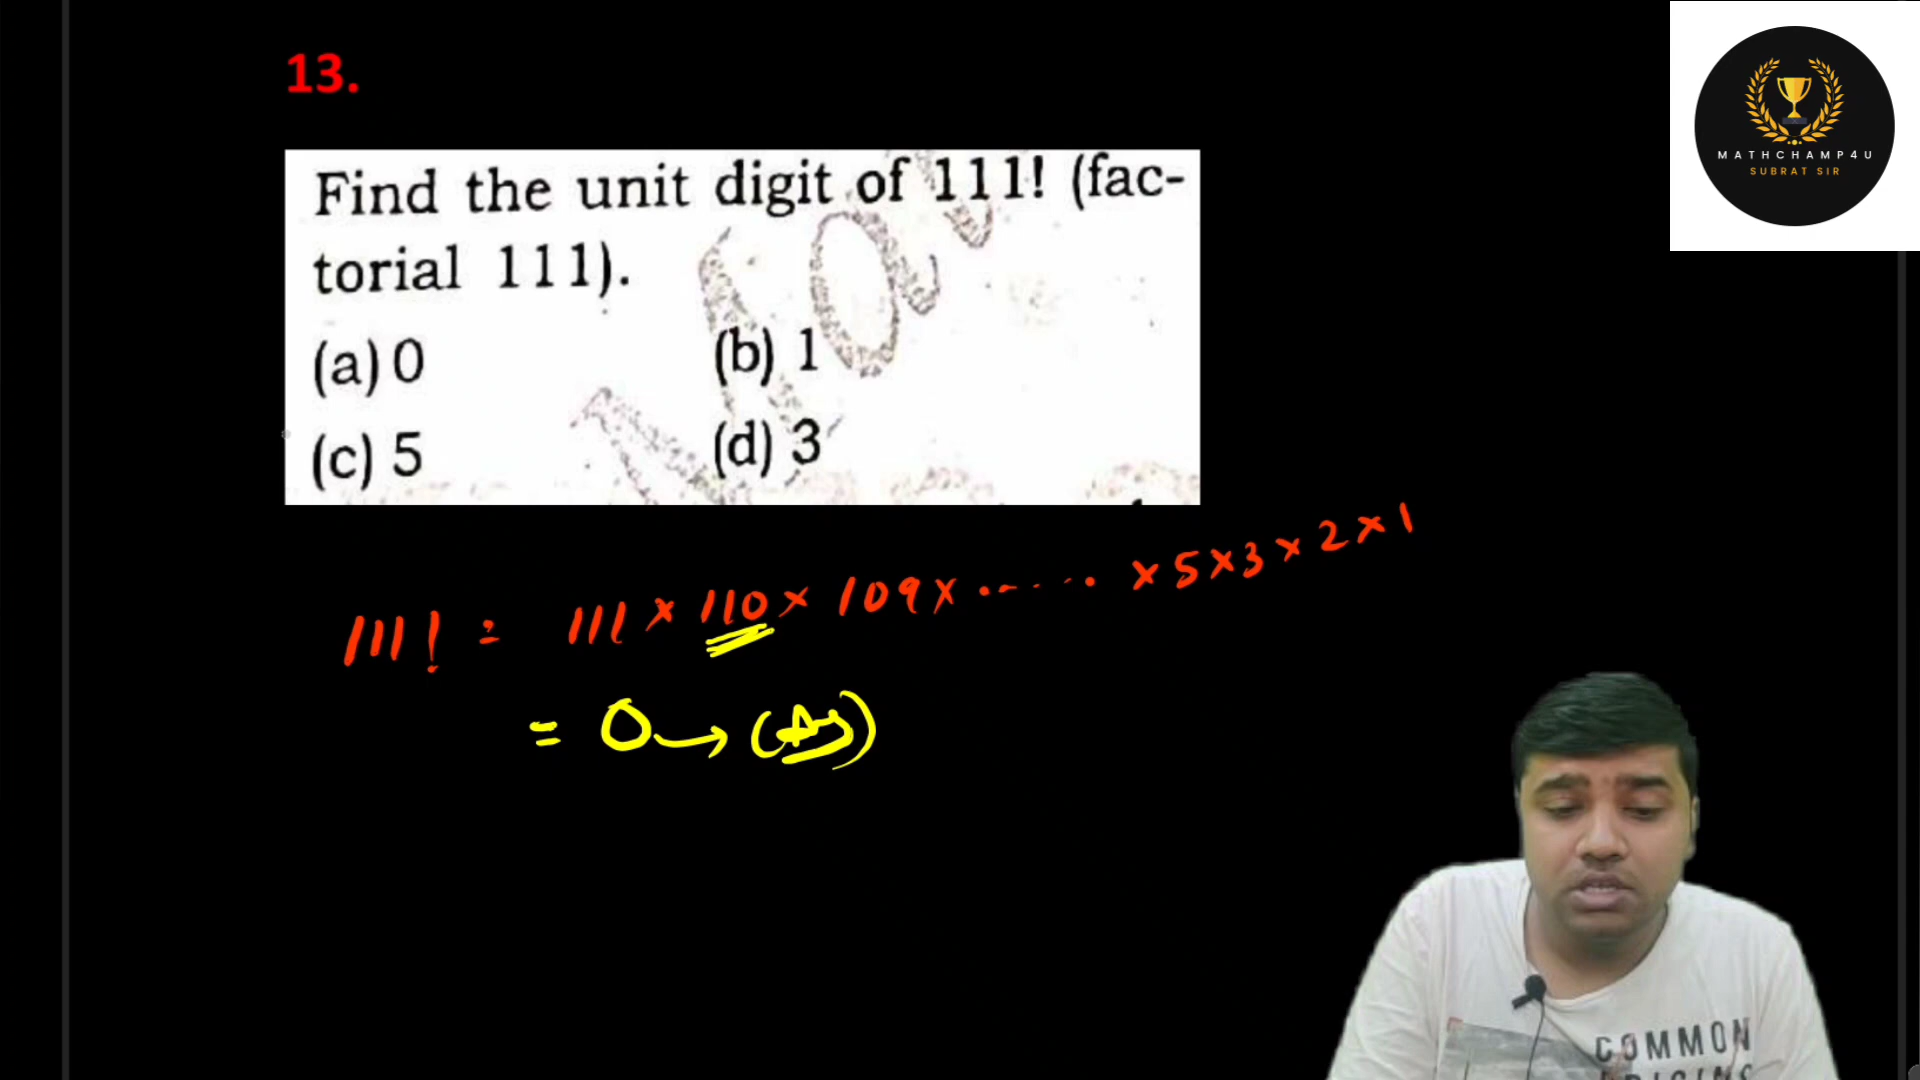 13.
Find the unit digit of 111! (fac-
torial 111).
(a) 0 (b) 1
(c) 5 (d) 3
111! = 111 × 110 × 109 × ...... × 5 × 3 × 2 × 1
= 0 → (Ans)
MATHCHAMP4U
SUBRAT SIR
COMMON